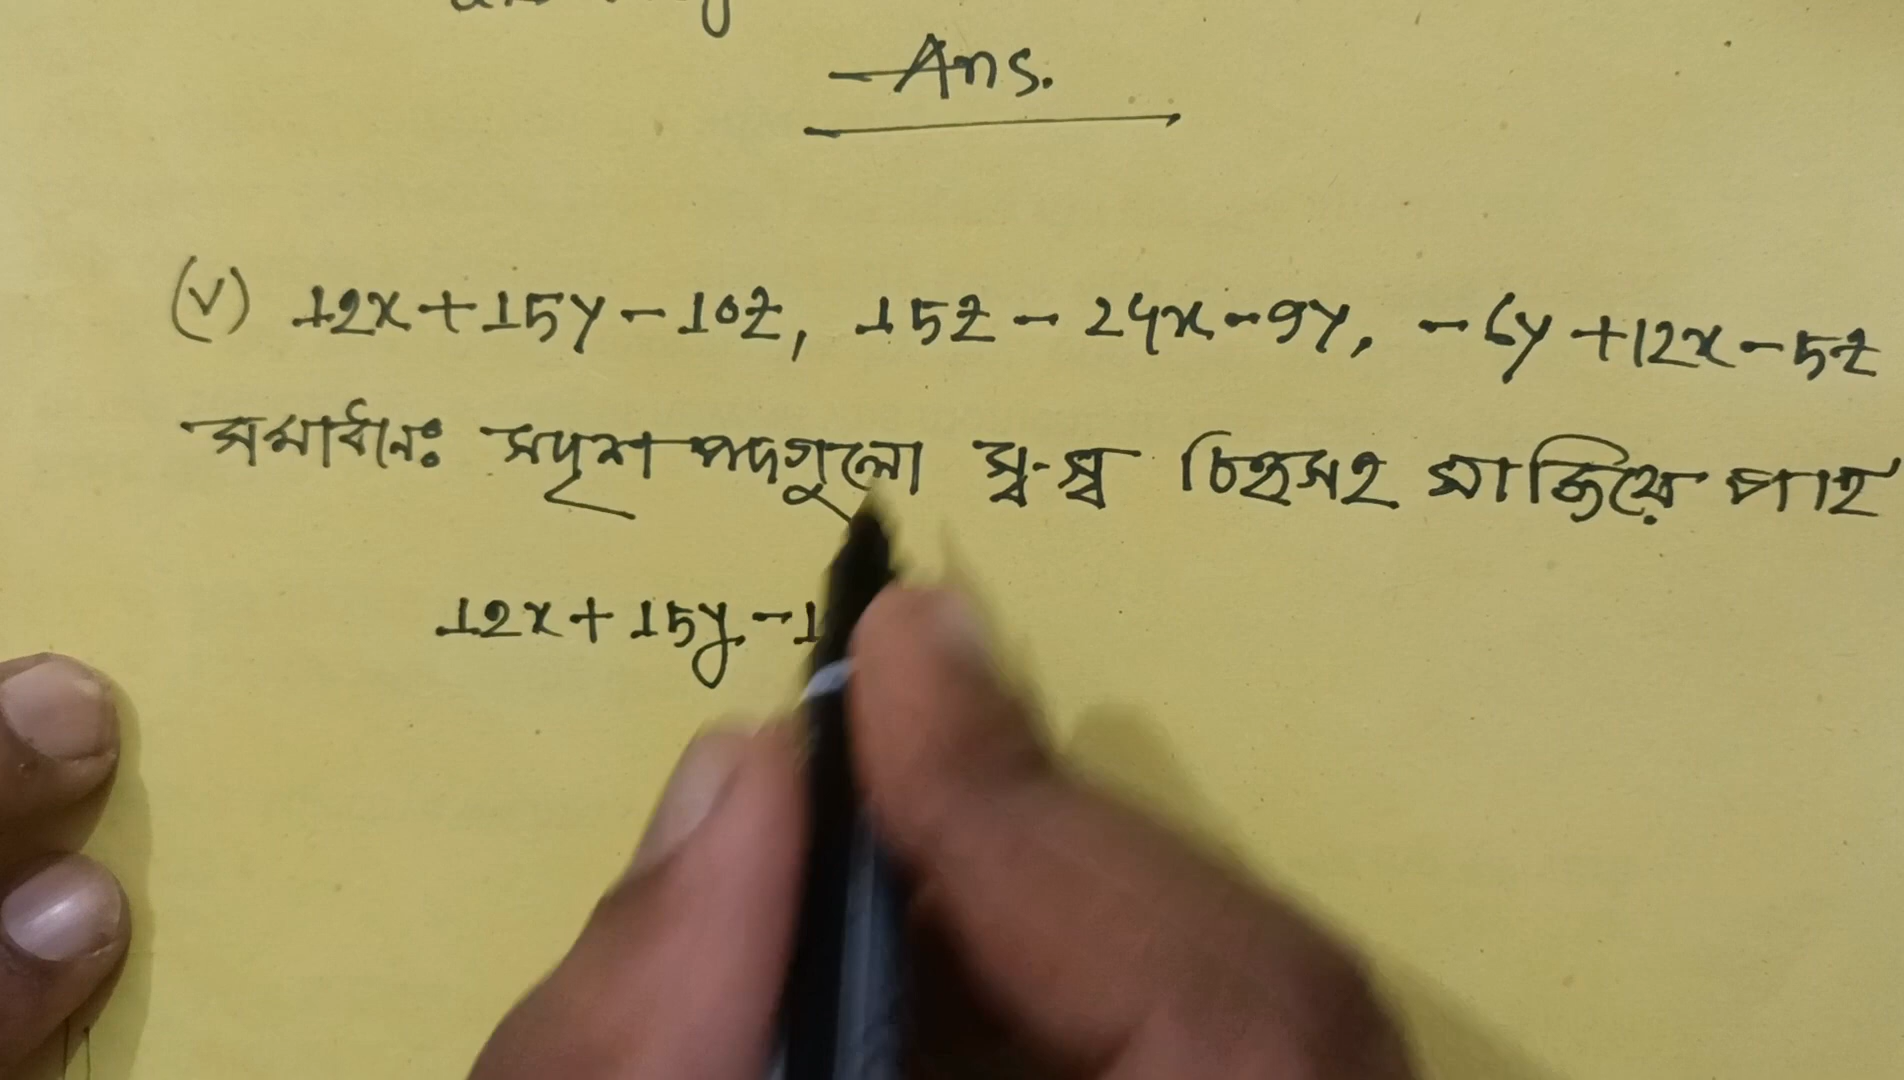 Ans.
(v) 12x + 15y - 10z, 15z - 24x - 9y, - 6y + 12x - 5z
সমাধানঃ সদৃশ পদগুলো স্ব-স্ব চিহ্নসহ সাজিয়ে পাই
12x + 15y - 1